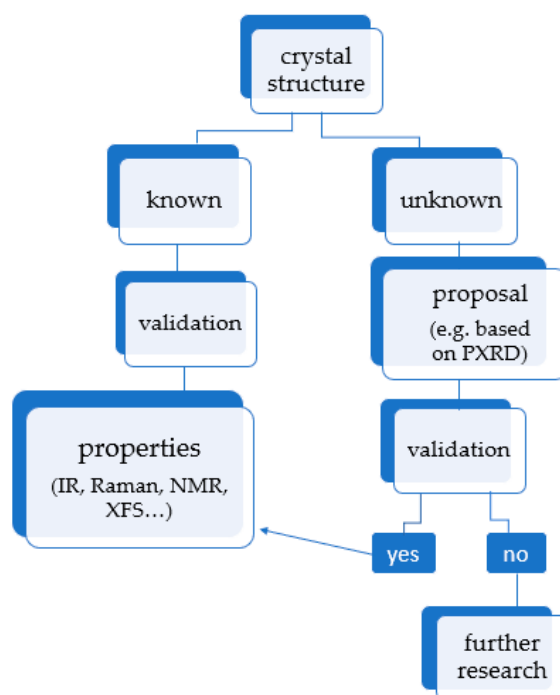 crystal
structure
known
unknown
validation
proposal
(e.g. based
on PXRD)
properties
(IR, Raman, NMR,
XFS...)
validation
yes
no
further
research